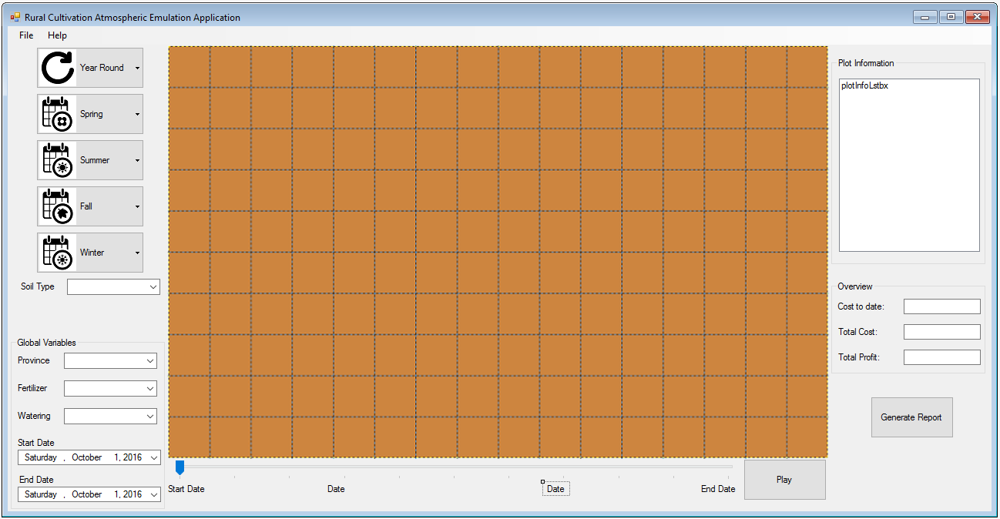 Rural Cultivation Atmospheric Emulation Application
File Help
Year Round
Spring
Summer
Fall
Winter
Soil Type
Global Variables
Province
Fertilizer
Watering
Start Date
Saturday , October 1, 2016
End Date
Saturday , October 1, 2016
Start Date Date Date End Date
Play
Plot Information
plotInfoLstbx
Overview
Cost to date:
Total Cost:
Total Profit:
Generate Report